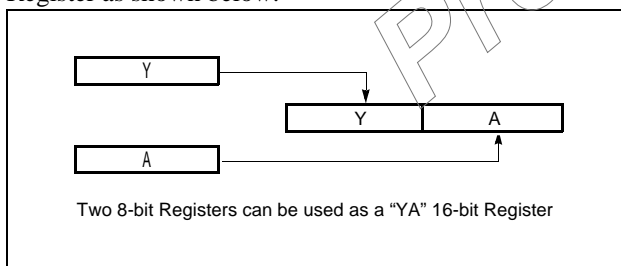 Register as shown below.
Y
Y A
A
Two 8-bit Registers can be used as a “YA” 16-bit Register